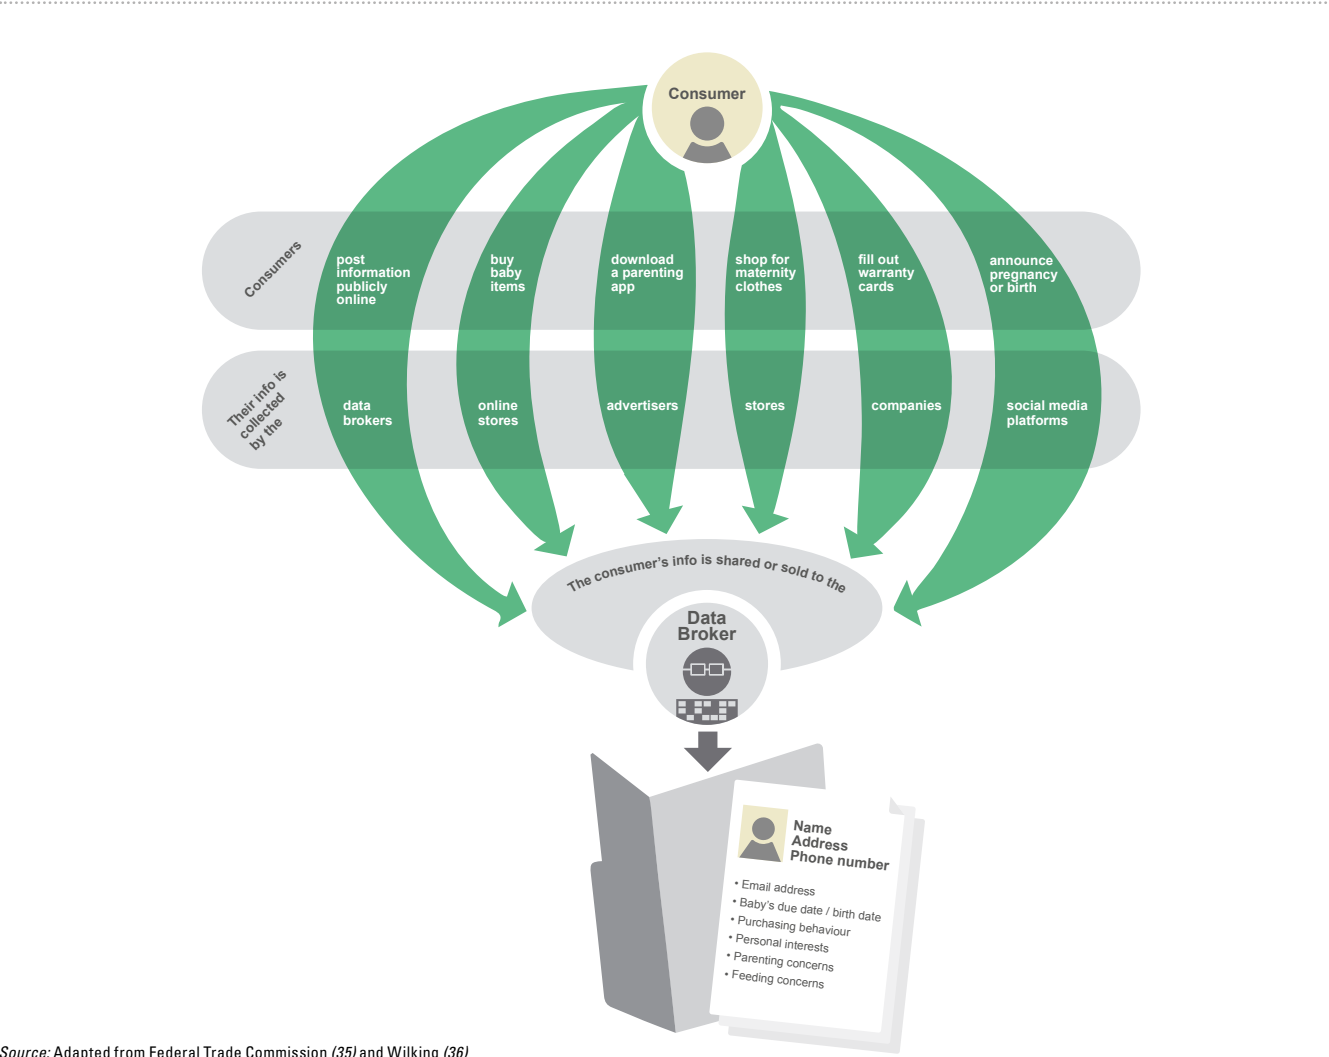 Consumer
Consumers
post
information
publicly
online
buy
baby
items
download
a parenting
app
shop for
maternity
clothes
fill out
warranty
cards
announce
pregnancy
or birth
Their info is
collected
by the
data
brokers
online
stores
advertisers
stores
companies
social media
platforms
The consumer's info is shared or sold to the
Data
Broker
Name
Address
Phone number
• Email address
• Baby's due date / birth date
• Purchasing behaviour
• Personal interests
• Parenting concerns
• Feeding concerns
Source: Adapted from Federal Trade Commission (35) and Wilking (36)